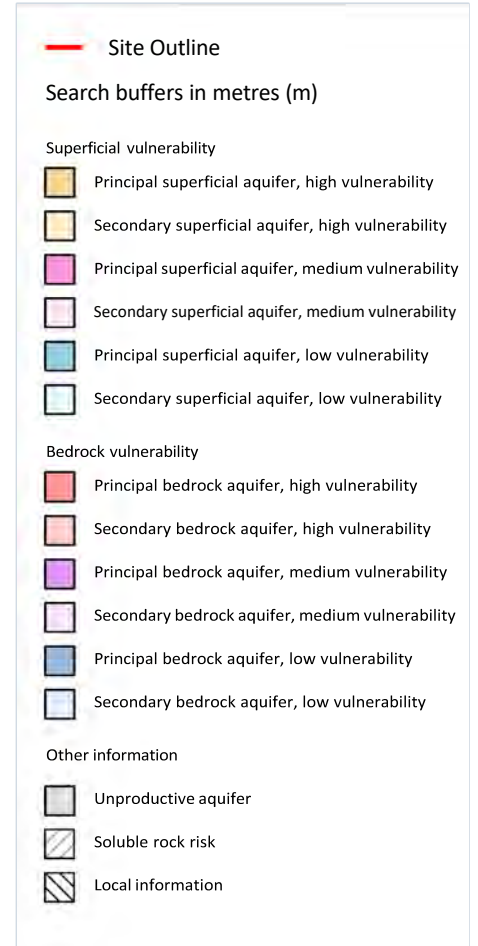 Site Outline
Search buffers in metres (m)
Superficial vulnerability
Principal superficial aquifer, high vulnerability
Secondary superficial aquifer, high vulnerability
Principal superficial aquifer, medium vulnerability
Secondary superficial aquifer, medium vulnerability
Principal superficial aquifer, low vulnerability
Secondary superficial aquifer, low vulnerability
Bedrock vulnerability
Principal bedrock aquifer, high vulnerability
Secondary bedrock aquifer, high vulnerability
Principal bedrock aquifer, medium vulnerability
Secondary bedrock aquifer, medium vulnerability
Principal bedrock aquifer, low vulnerability
Secondary bedrock aquifer, low vulnerability
Other information
Unproductive aquifer
Soluble rock risk
Local information